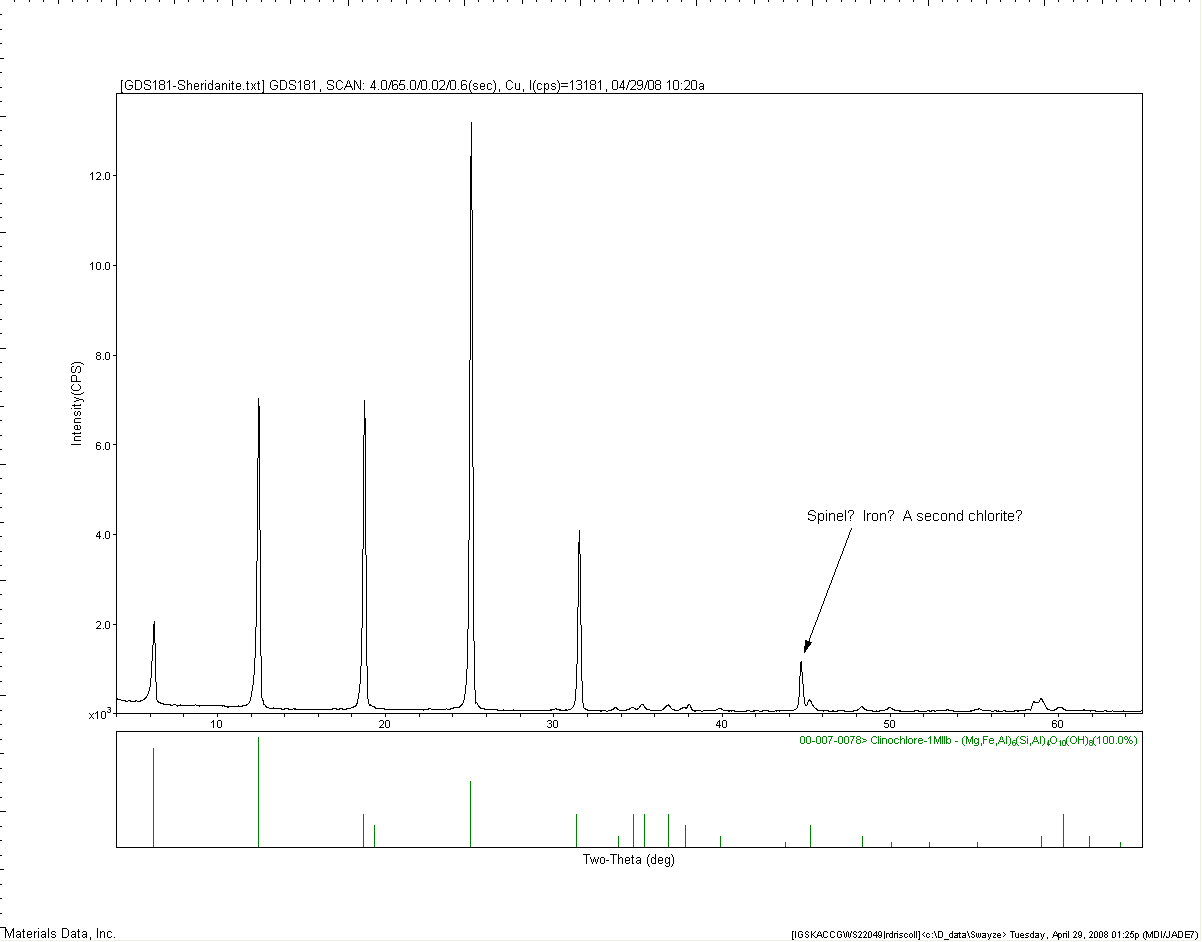 [GDS181-Sheridanite.txt] GDS181, SCAN: 4.0/65.0/0.02/0.6(sec), Cu, I(cps)=13181, 04/29/08 10:20a
12.0
10.0
8.0
Intensity(CPS)
6.0
4.0
Spinel? Iron? A second chlorite?
2.0
x10^3
10 20 30 40 50 60
00-007-0078> Clinochlore-1MIIb - (Mg,Fe,Al)6(Si,Al)4O10(OH)8(100.0%)
Two-Theta (deg)
Materials Data, Inc.
[IGSKACCGWS22049|rdriscoll]<c:\D_data\Swayze> Tuesday, April 29, 2008 01:25p (MDI/JADE7)